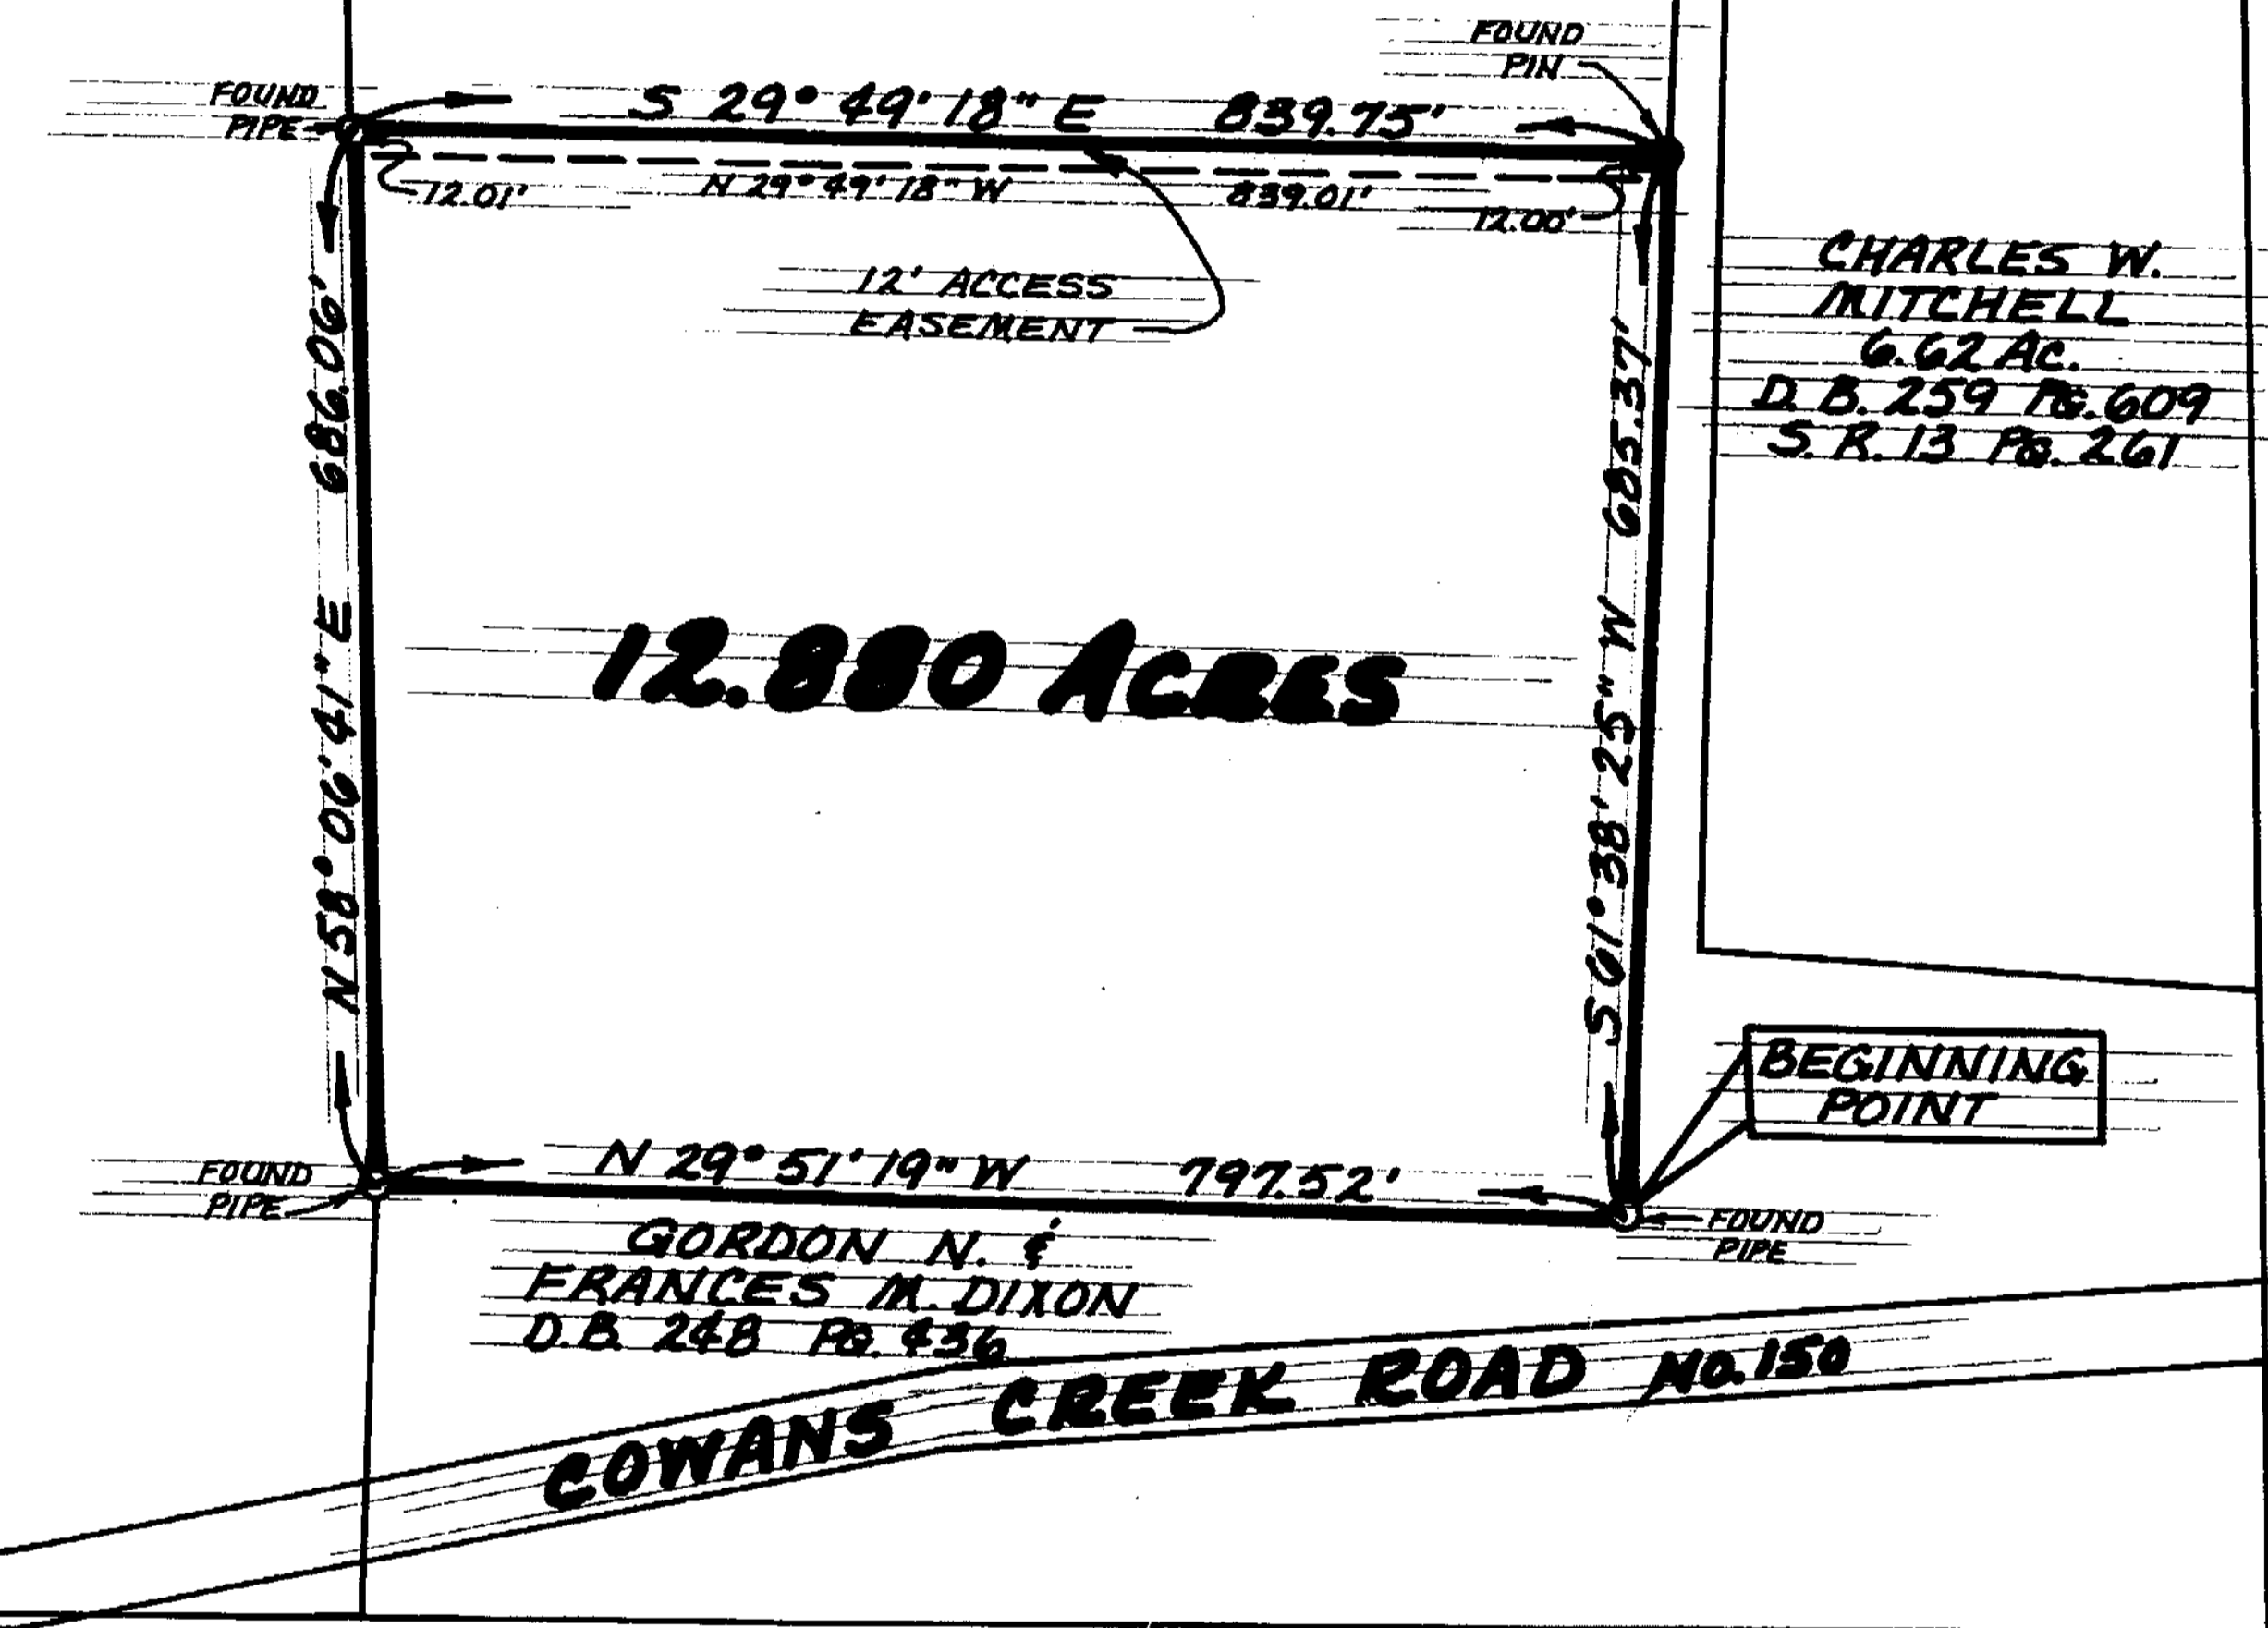 FOUND
PIN
FOUND
PIPE
S 29° 49' 18" E 839.75'
12.01'
N 29° 49' 18" W 839.01'
12.00'
12' ACCESS
EASEMENT
CHARLES W.
MITCHELL
6.62 AC.
D. B. 259 PG. 609
S. R. 13 PG. 261
N 58° 06' 41" E 686.06'
S 61° 38' 25" W 685.37'
12.880 ACRES
BEGINNING
POINT
N 29° 51' 19" W 797.52'
FOUND
PIPE
FOUND
PIPE
GORDON N. &
FRANCES M. DIXON
D.B. 248 PG. 436
COWANS CREEK ROAD NO. 150